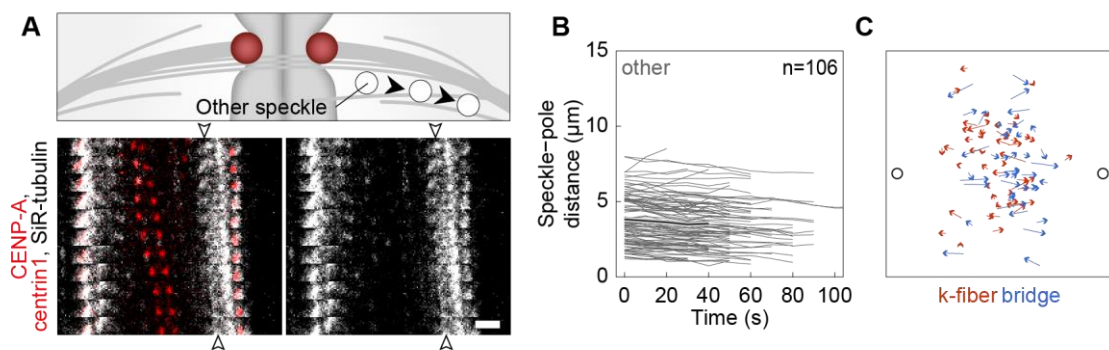 A
Other speckle
CENP-A,
centrin1, SiR-tubulin
B
other
n=106
Speckle-pole
distance (μm)
15
10
5
0
0 20 40 60 80 100
Time (s)
C
k-fiber bridge